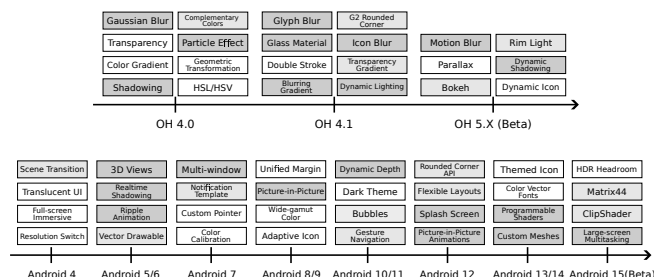 Gaussian Blur
Complementary
Colors
Glyph Blur
G2 Rounded
Corner
Transparency
Particle Effect
Glass Material
Icon Blur
Motion Blur
Rim Light
Color Gradient
Geometric
Transformation
Double Stroke
Transparency
Gradient
Parallax
Dynamic
Shadowing
Shadowing
HSL/HSV
Blurring
Gradient
Dynamic Lighting
Bokeh
Dynamic Icon
OH 4.0
OH 4.1
OH 5.X (Beta)
Scene Transition
3D Views
Multi-window
Unified Margin
Dynamic Depth
Rounded Corner
API
Themed Icon
HDR Headroom
Translucent UI
Realtime
Shadowing
Notification
Template
Picture-in-Picture
Dark Theme
Flexible Layouts
Color Vector
Fonts
Matrix44
Full-screen
Immersive
Ripple
Animation
Custom Pointer
Wide-gamut
Color
Bubbles
Splash Screen
Programmable
Shaders
ClipShader
Resolution Switch
Vector Drawable
Color
Calibration
Adaptive Icon
Gesture
Navigation
Picture-in-Picture
Animations
Custom Meshes
Large-screen
Multitasking
Android 4
Android 5/6
Android 7
Android 8/9
Android 10/11
Android 12
Android 13/14
Android 15(Beta)